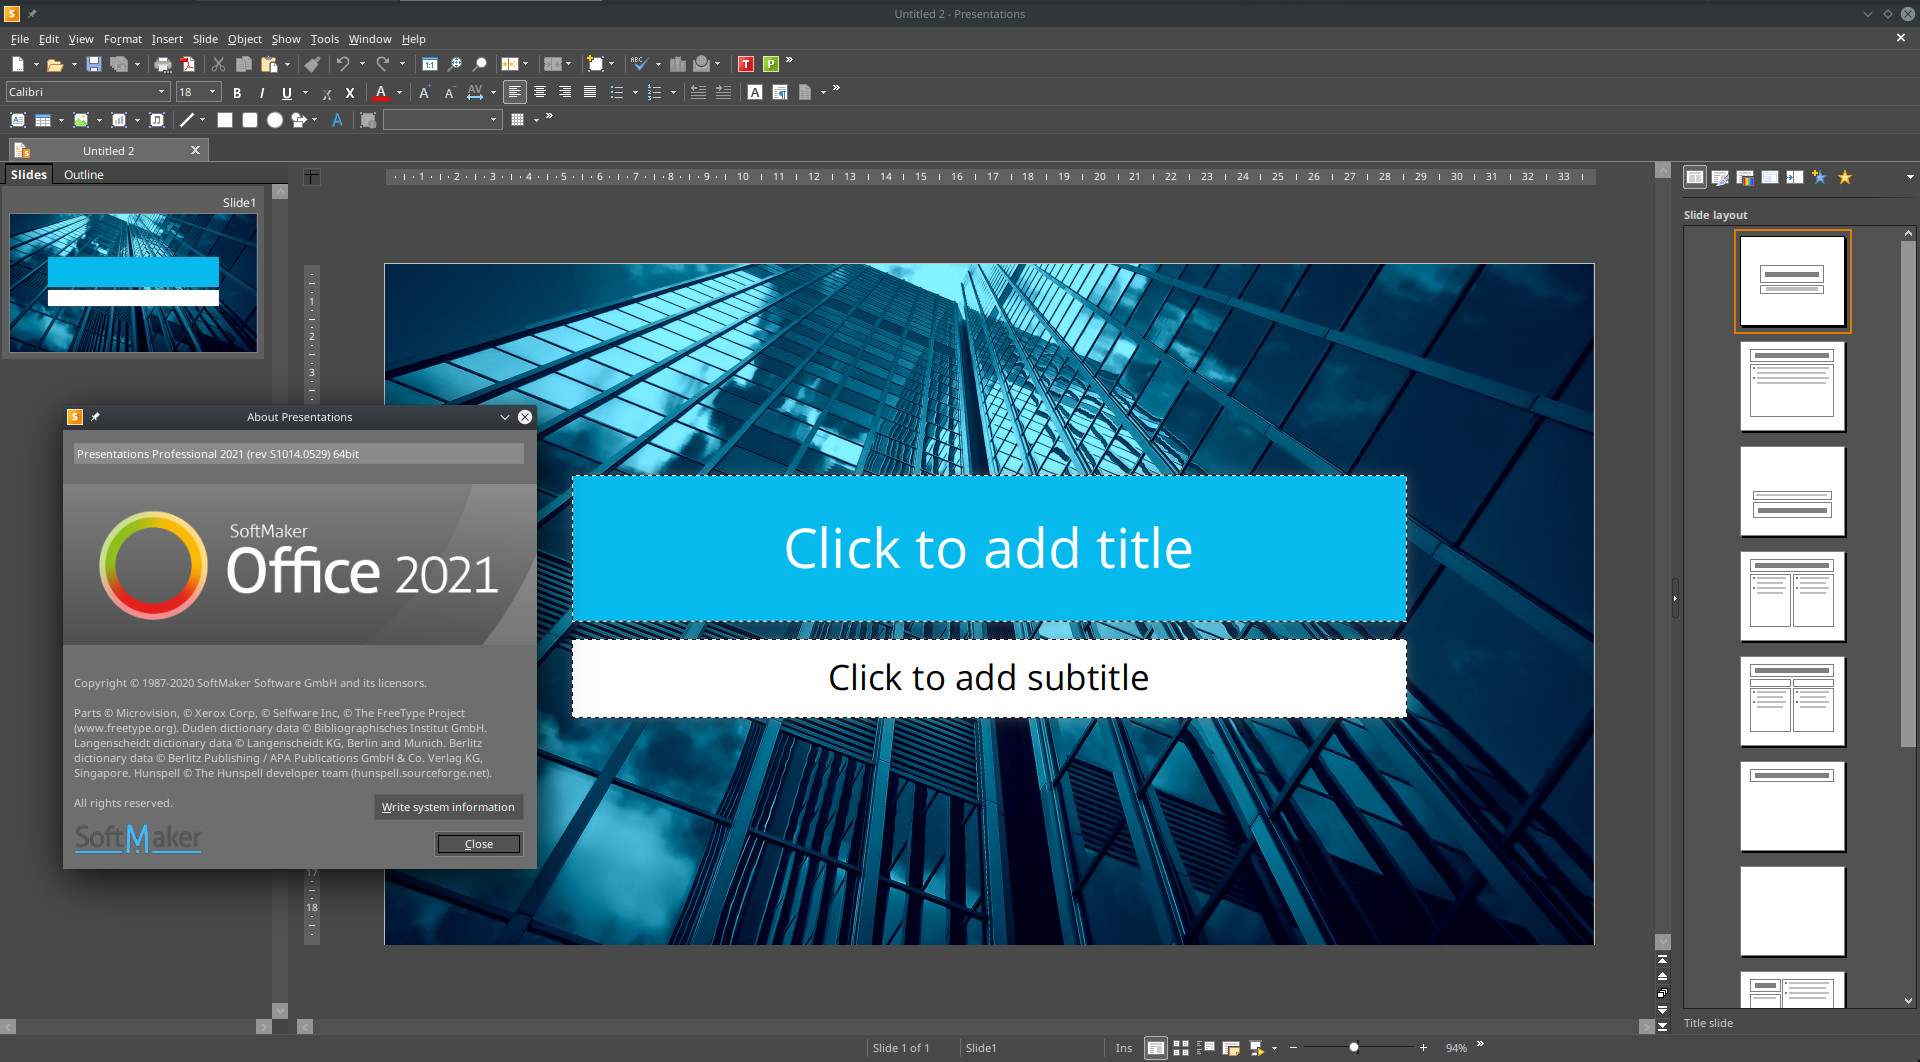 Untitled 2 - Presentations
File Edit View Format Insert Slide Object Show Tools Window Help
Calibri 18 B I U x X A A A AV
Untitled 2
Slides Outline
Slide1
1 2 3 4 5 6 7 8 9 10 11 12 13 14 15 16 17 18 19 20 21 22 23 24 25 26 27 28 29 30 31 32 33
1
2
3
Slide layout
About Presentations
Presentations Professional 2021 (rev S1014.0529) 64bit
SoftMaker
Office 2021
Copyright © 1987-2020 SoftMaker Software GmbH and its licensors.
Parts © Microvision, © Xerox Corp, © Selfware Inc, © The FreeType Project
(www.freetype.org). Duden dictionary data © Bibliographisches Institut GmbH.
Langenscheidt dictionary data © Langenscheidt KG, Berlin and Munich. Berlitz
dictionary data © Berlitz Publishing / APA Publications GmbH & Co. Verlag KG,
Singapore. Hunspell © The Hunspell developer team (hunspell.sourceforge.net).
All rights reserved.
Write system information
SoftMaker
Close
17
18
Click to add title
Click to add subtitle
Title slide
Slide 1 of 1 Slide1 Ins 94%